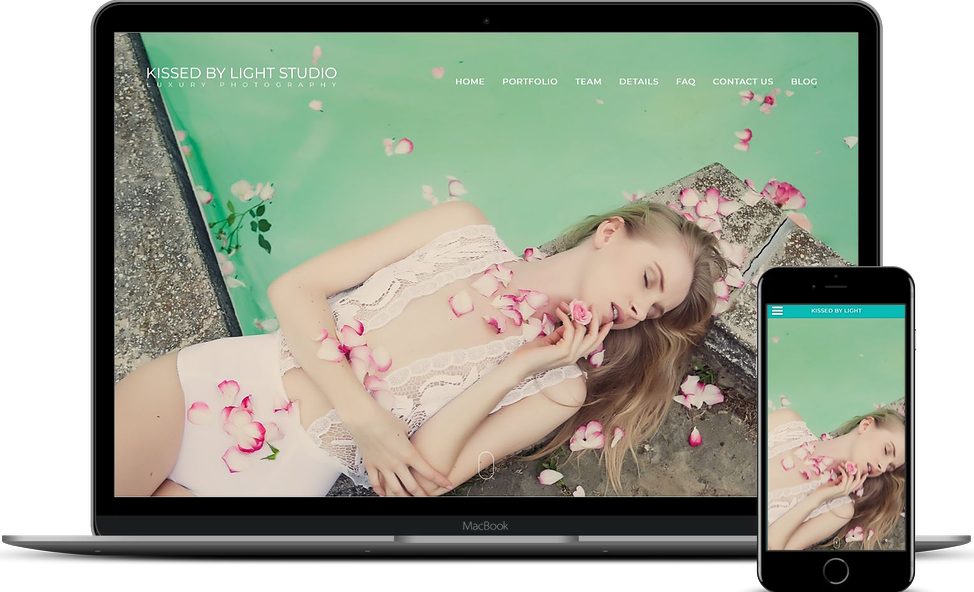 KISSED BY LIGHT STUDIO
LUXURY PHOTOGRAPHY
HOME PORTFOLIO TEAM DETAILS FAQ CONTACT US BLOG
KISSED BY LIGHT
MacBook